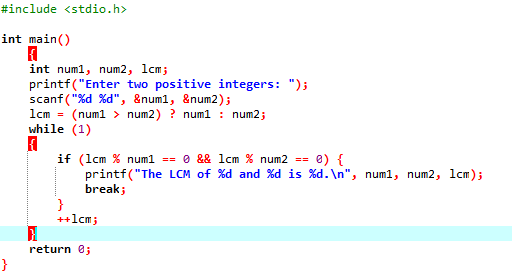 #include <stdio.h>
int main()
{
int num1, num2, lcm;
printf("Enter two positive integers: ");
scanf("%d %d", &num1, &num2);
lcm = (num1 > num2) ? num1 : num2;
while (1)
{
if (lcm % num1 == 0 && lcm % num2 == 0) {
printf("The LCM of %d and %d is %d.\n", num1, num2, lcm);
break;
}
++lcm;
}
return 0;
}